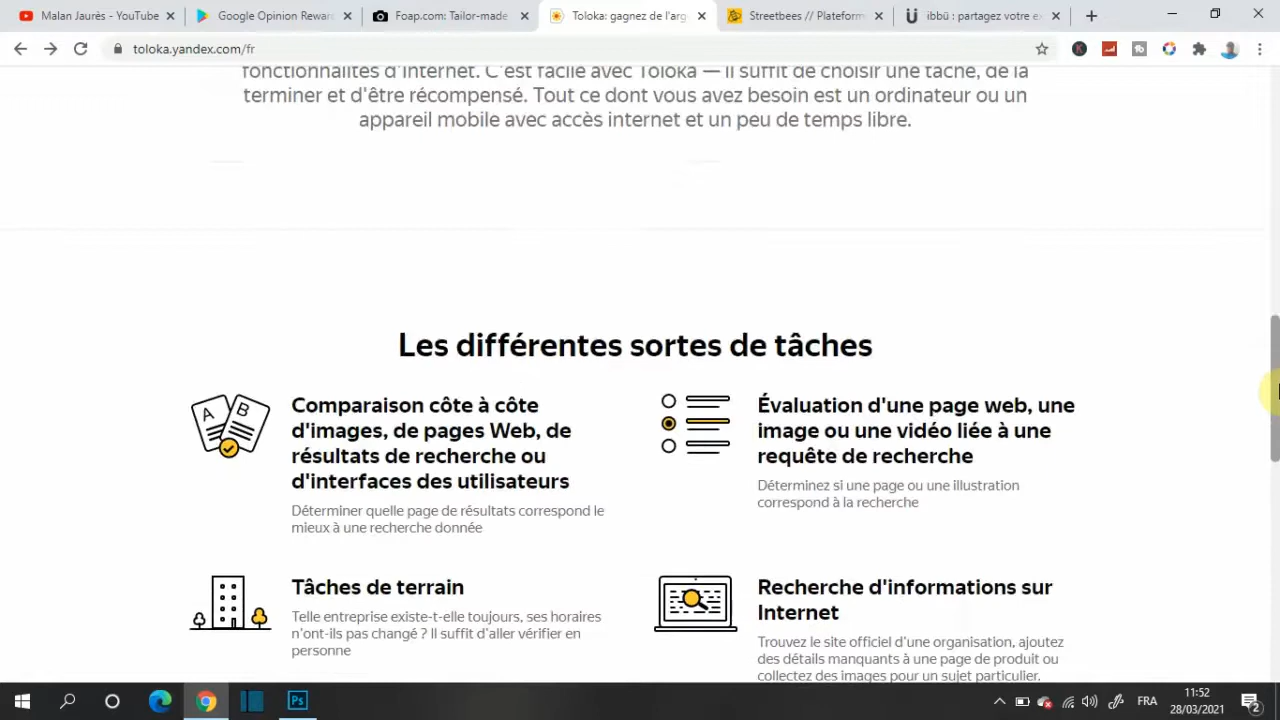 Malan Jaurès - YouTube
Google Opinion Rewar
Foap.com: Tailor-made
Toloka: gagnez de l'arg
Streetbees // Plateform
ibbü : partagez votre ex
toloka.yandex.com/fr
fonctionnalités d'Internet. C'est facile avec Toloka — il suffit de choisir une tâche, de la
terminer et d'être récompensé. Tout ce dont vous avez besoin est un ordinateur ou un
appareil mobile avec accès internet et un peu de temps libre.
Les différentes sortes de tâches
A B
Comparaison côte à côte
d'images, de pages Web, de
résultats de recherche ou
d'interfaces des utilisateurs
Déterminer quelle page de résultats correspond le
mieux à une recherche donnée
Évaluation d'une page web, une
image ou une vidéo liée à une
requête de recherche
Déterminez si une page ou une illustration
correspond à la recherche
Tâches de terrain
Telle entreprise existe-t-elle toujours, ses horaires
n'ont-ils pas changé ? Il suffit d'aller vérifier en
personne
Recherche d'informations sur
Internet
Trouvez le site officiel d'une organisation, ajoutez
des détails manquants à une page de produit ou
collectez des images pour un sujet particulier.
Ps
FRA
11:52
28/03/2021
2